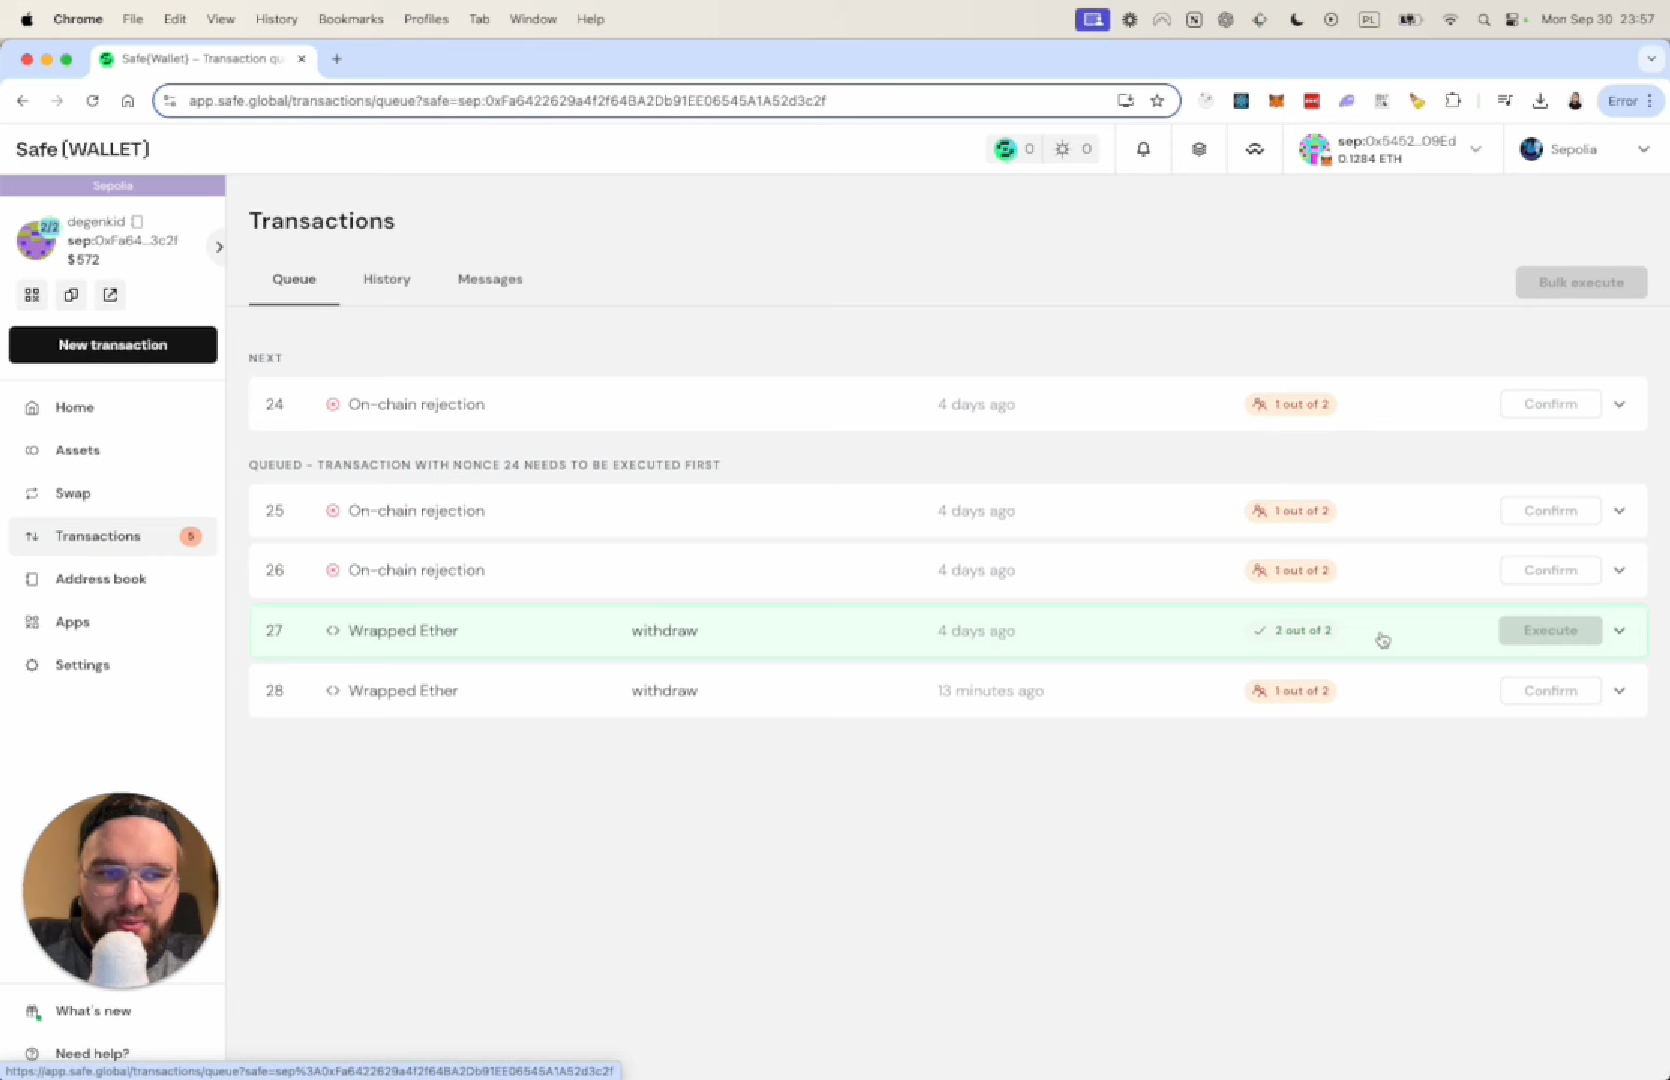 Chrome File Edit View History Bookmarks Profiles Tab Window Help PL Mon Sep 30 23:57
Safe{Wallet} – Transaction qu
app.safe.global/transactions/queue?safe=sep:0xFa6422629a4f2f64BA2Db91EE06545A1A52d3c2f
Error
Safe{WALLET}
0 0
sep:0x5452...09Ed
0.1284 ETH
Sepolia
Sepolia
2/2
degenkid
sep:0xFa64...3c2f
$572
New transaction
Home
Assets
Swap
Transactions 5
Address book
Apps
Settings
What's new
Need help?
Transactions
Queue History Messages
Bulk execute
NEXT
24 On-chain rejection 4 days ago 1 out of 2 Confirm
QUEUED - TRANSACTION WITH NONCE 24 NEEDS TO BE EXECUTED FIRST
25 On-chain rejection 4 days ago 1 out of 2 Confirm
26 On-chain rejection 4 days ago 1 out of 2 Confirm
27 Wrapped Ether withdraw 4 days ago 2 out of 2 Execute
28 Wrapped Ether withdraw 13 minutes ago 1 out of 2 Confirm
https://app.safe.global/transactions/queue?safe=sep%3A0xFa6422629a4f2f64BA2Db91EE06545A1A52d3c2f